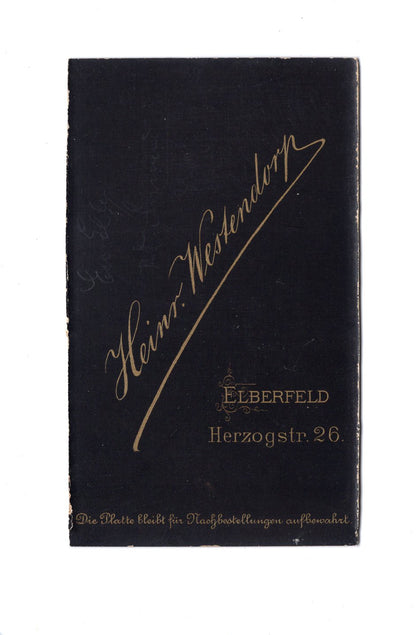 Heinr. Westendorp
ELBERFELD
Herzogstr. 26.
Die Platte bleibt für Nachbestellungen aufbewahrt